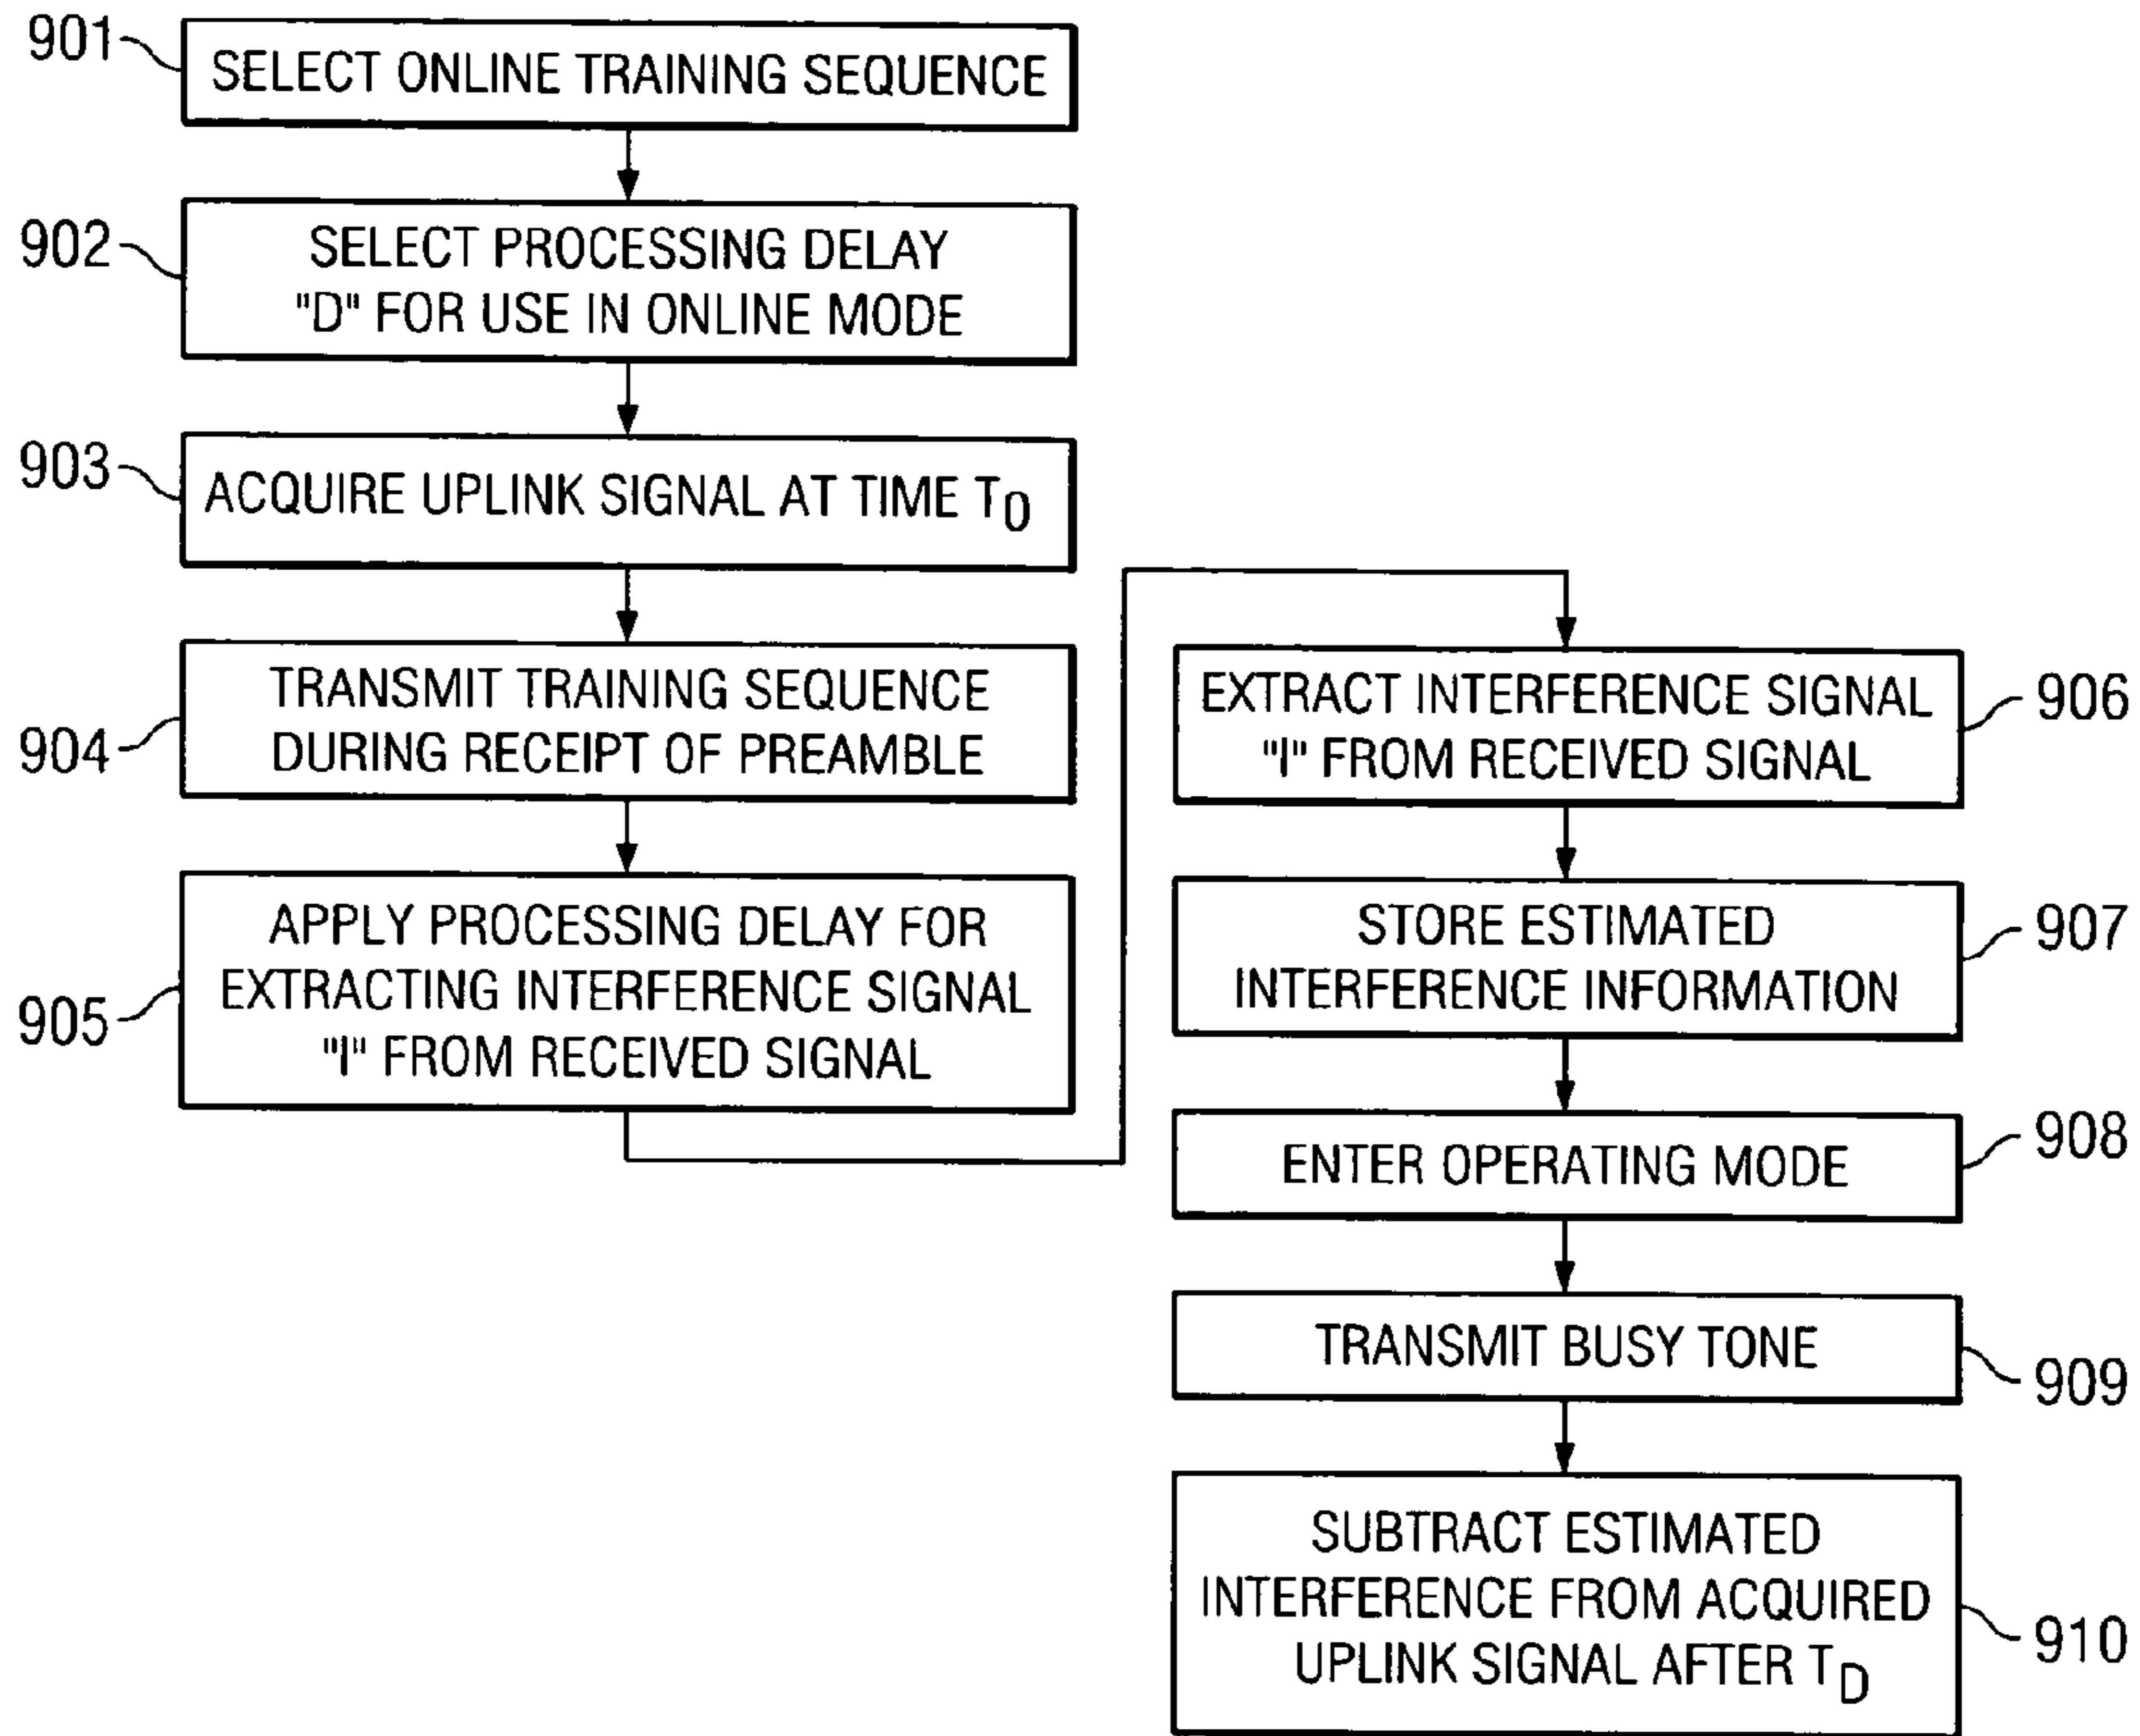 901
SELECT ONLINE TRAINING SEQUENCE
902
SELECT PROCESSING DELAY
"D" FOR USE IN ONLINE MODE
903
ACQUIRE UPLINK SIGNAL AT TIME T0
904
TRANSMIT TRAINING SEQUENCE
DURING RECEIPT OF PREAMBLE
905
APPLY PROCESSING DELAY FOR
EXTRACTING INTERFERENCE SIGNAL
"I" FROM RECEIVED SIGNAL
EXTRACT INTERFERENCE SIGNAL
"I" FROM RECEIVED SIGNAL
906
STORE ESTIMATED
INTERFERENCE INFORMATION
907
ENTER OPERATING MODE
908
TRANSMIT BUSY TONE
909
SUBTRACT ESTIMATED
INTERFERENCE FROM ACQUIRED
UPLINK SIGNAL AFTER TD
910